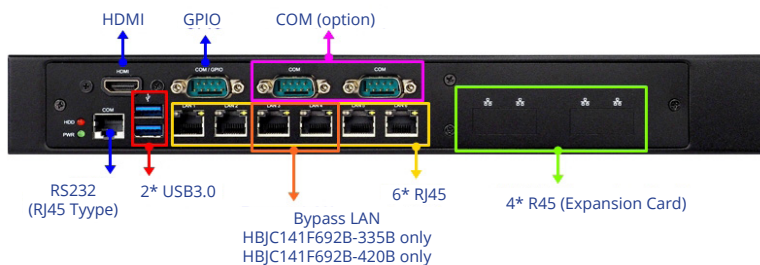 HDMI
GPIO
COM (option)
HDMI
COM / GPIO
COM
COM
COM
LAN 1
LAN 2
LAN 3
LAN 4
LAN 5
LAN 6
HDD
PWR
RS232
(RJ45 Tyype)
2* USB3.0
6* RJ45
4* R45 (Expansion Card)
Bypass LAN
HBJC141F692B-335B only
HBJC141F692B-420B only